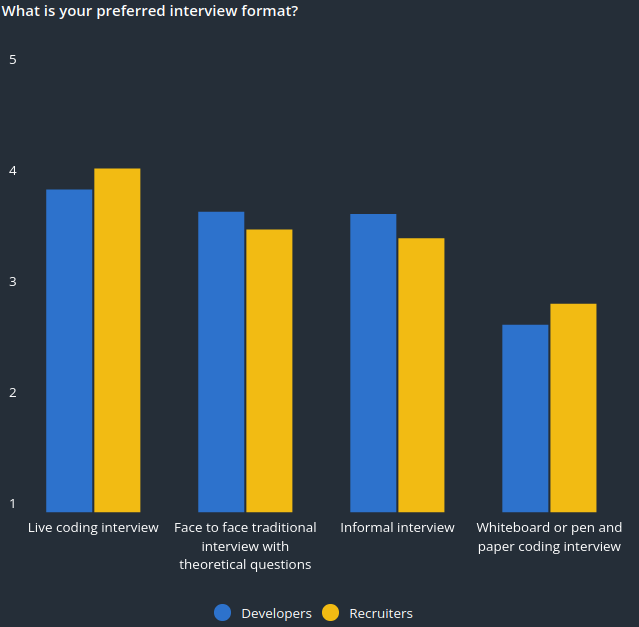 What is your preferred interview format?
5
4
3
2
1
Live coding interview
Face to face traditional
interview with
theoretical questions
Informal interview
Whiteboard or pen and
paper coding interview
Developers
Recruiters